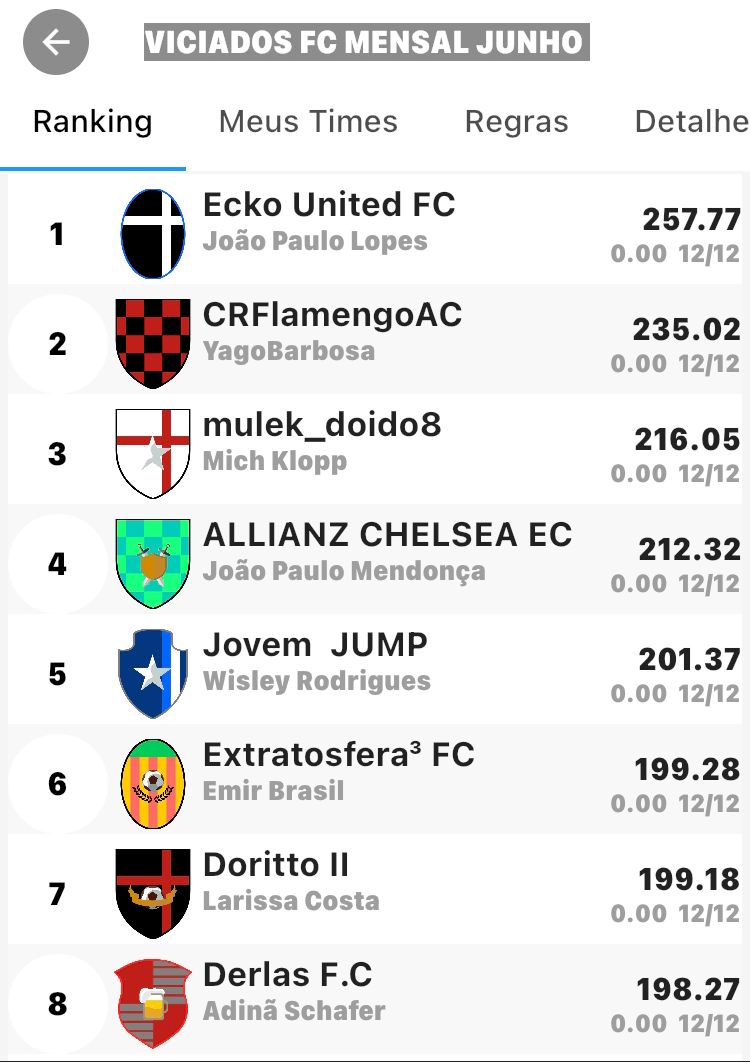 VICIADOS FC MENSAL JUNHO
Ranking Meus Times Regras Detalhe
1 Ecko United FC 257.77
João Paulo Lopes 0.00 12/12
2 CRFlamengoAC 235.02
YagoBarbosa 0.00 12/12
3 mulek_doido8 216.05
Mich Klopp 0.00 12/12
4 ALLIANZ CHELSEA EC 212.32
João Paulo Mendonça 0.00 12/12
5 Jovem  JUMP 201.37
Wisley Rodrigues 0.00 12/12
6 Extratosfera³ FC 199.28
Emir Brasil 0.00 12/12
7 Doritto II 199.18
Larissa Costa 0.00 12/12
8 Derlas F.C 198.27
Adinã Schafer 0.00 12/12